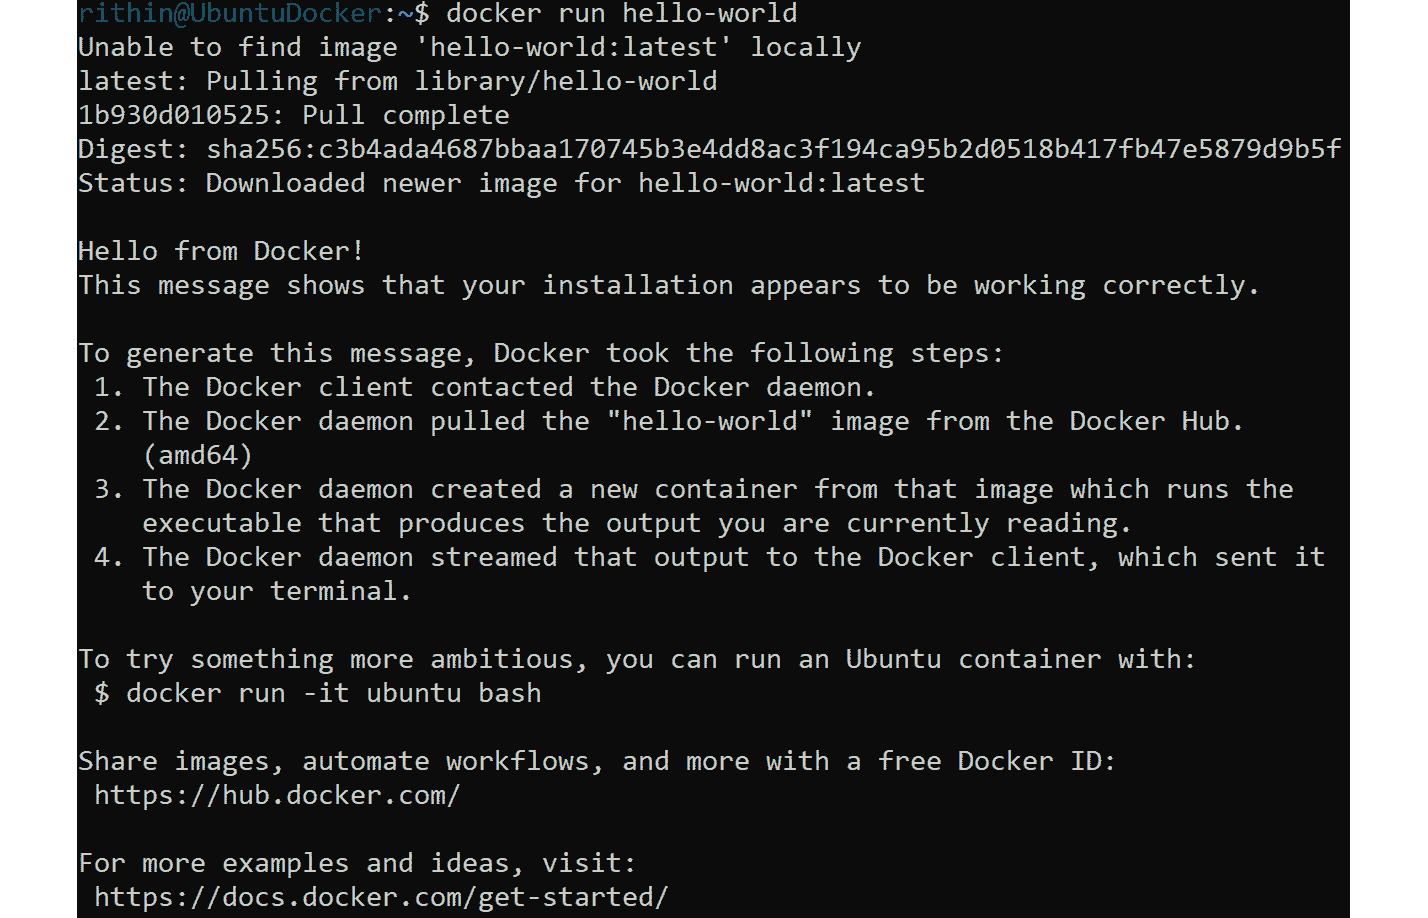 rithin@UbuntuDocker:~$ docker run hello-world
Unable to find image 'hello-world:latest' locally
latest: Pulling from library/hello-world
1b930d010525: Pull complete
Digest: sha256:c3b4ada4687bbaa170745b3e4dd8ac3f194ca95b2d0518b417fb47e5879d9b5f
Status: Downloaded newer image for hello-world:latest

Hello from Docker!
This message shows that your installation appears to be working correctly.

To generate this message, Docker took the following steps:
 1. The Docker client contacted the Docker daemon.
 2. The Docker daemon pulled the "hello-world" image from the Docker Hub.
    (amd64)
 3. The Docker daemon created a new container from that image which runs the
    executable that produces the output you are currently reading.
 4. The Docker daemon streamed that output to the Docker client, which sent it
    to your terminal.

To try something more ambitious, you can run an Ubuntu container with:
 $ docker run -it ubuntu bash

Share images, automate workflows, and more with a free Docker ID:
 https://hub.docker.com/

For more examples and ideas, visit:
 https://docs.docker.com/get-started/